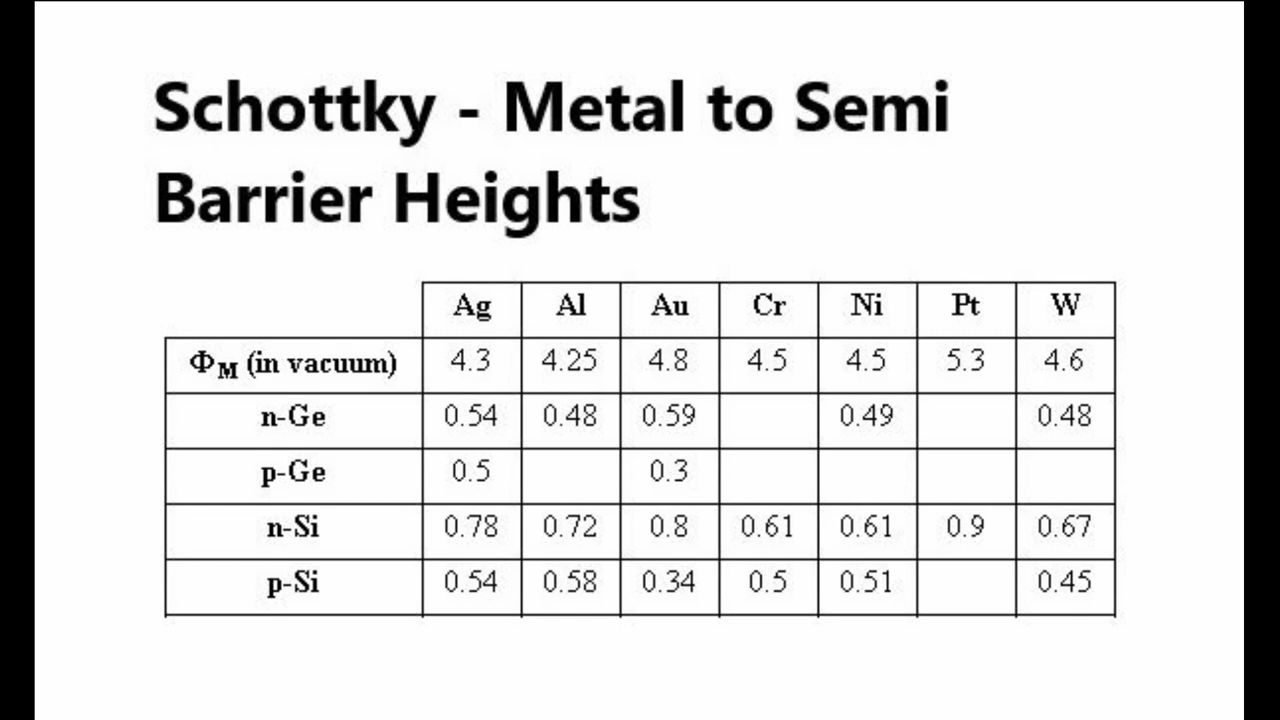 Schottky - Metal to Semi
Barrier Heights
Ag Al Au Cr Ni Pt W
ΦM (in vacuum) 4.3 4.25 4.8 4.5 4.5 5.3 4.6
n-Ge 0.54 0.48 0.59 0.49 0.48
p-Ge 0.5 0.3
n-Si 0.78 0.72 0.8 0.61 0.61 0.9 0.67
p-Si 0.54 0.58 0.34 0.5 0.51 0.45